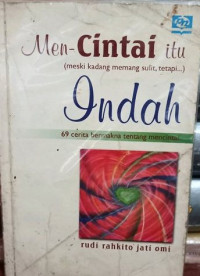 Men-Cintai itu
(meski kadang memang sulit, tetapi...)
Indah
69 cerita bermakna tentang mencintai
rudi rahkito jati omi